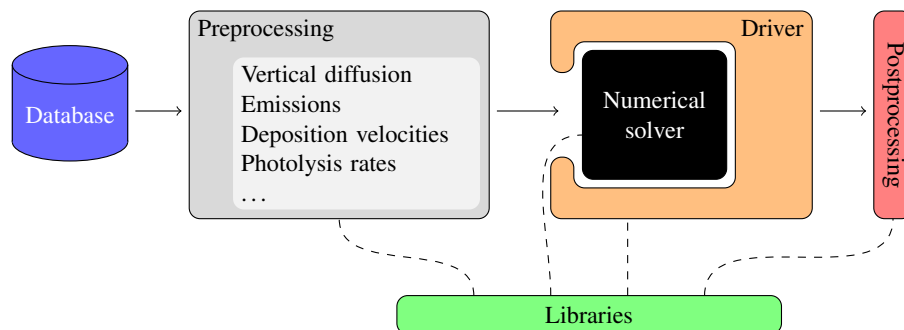 Database
Preprocessing
Vertical diffusion
Emissions
Deposition velocities
Photolysis rates
...
Driver
Numerical
solver
Postprocessing
Libraries